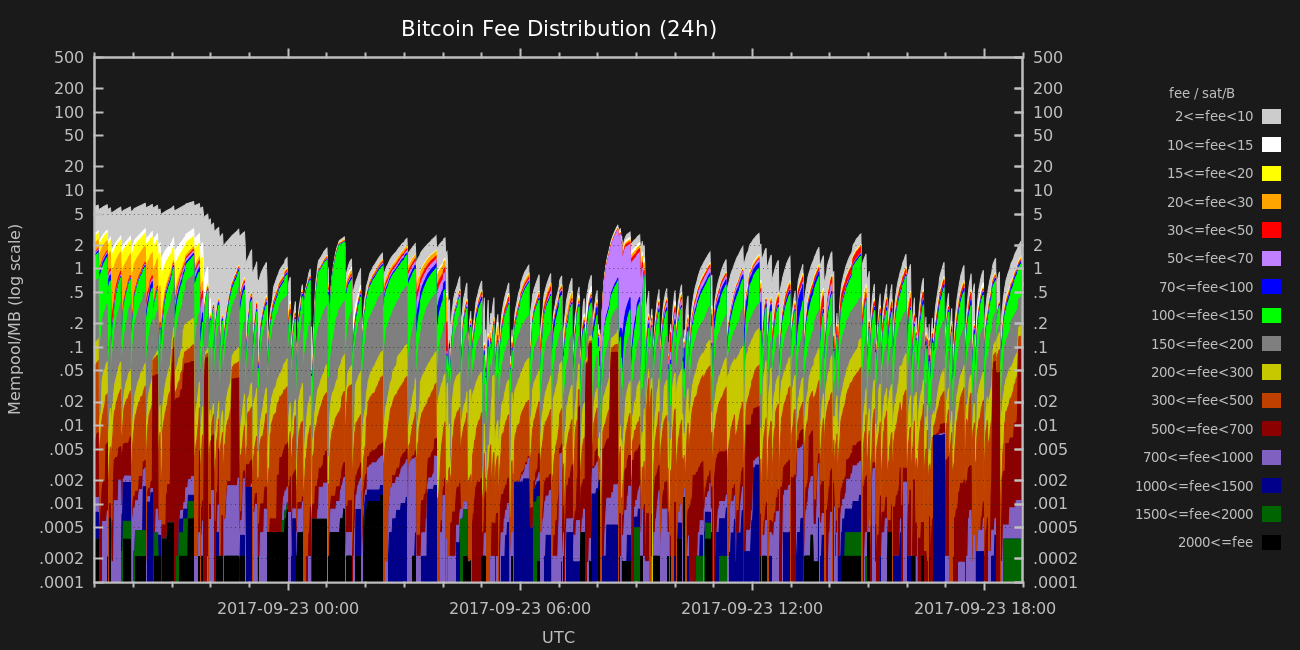 Bitcoin Fee Distribution (24h)
500
200
100
50
20
10
5
2
1
.5
.2
.1
.05
.02
.01
.005
.002
.001
.0005
.0002
.0001
Mempool/MB (log scale)
500
200
100
50
20
10
5
2
1
.5
.2
.1
.05
.02
.01
.005
.002
.001
.0005
.0002
.0001
2017-09-23 00:00
2017-09-23 06:00
2017-09-23 12:00
2017-09-23 18:00
UTC
fee / sat/B
2<=fee<10
10<=fee<15
15<=fee<20
20<=fee<30
30<=fee<50
50<=fee<70
70<=fee<100
100<=fee<150
150<=fee<200
200<=fee<300
300<=fee<500
500<=fee<700
700<=fee<1000
1000<=fee<1500
1500<=fee<2000
2000<=fee